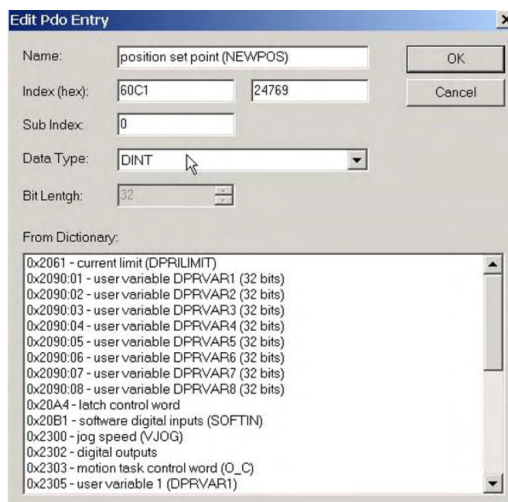 Edit Pdo Entry
Name: position set point (NEWPOS) OK
Index (hex): 60C1 24769 Cancel
Sub Index: 0
Data Type: DINT
Bit Lentgh: 32
From Dictionary:
0x2061 - current limit (DPRILIMIT)
0x2090:01 - user variable DPRVAR1 (32 bits)
0x2090:02 - user variable DPRVAR2 (32 bits)
0x2090:03 - user variable DPRVAR3 (32 bits)
0x2090:04 - user variable DPRVAR4 (32 bits)
0x2090:05 - user variable DPRVAR5 (32 bits)
0x2090:06 - user variable DPRVAR6 (32 bits)
0x2090:07 - user variable DPRVAR7 (32 bits)
0x2090:08 - user variable DPRVAR8 (32 bits)
0x20A4 - latch control word
0x20B1 - software digital inputs (SOFTIN)
0x2300 - jog speed (VJOG)
0x2302 - digital outputs
0x2303 - motion task control word (O_C)
0x2305 - user variable 1 (DPRVAR1)